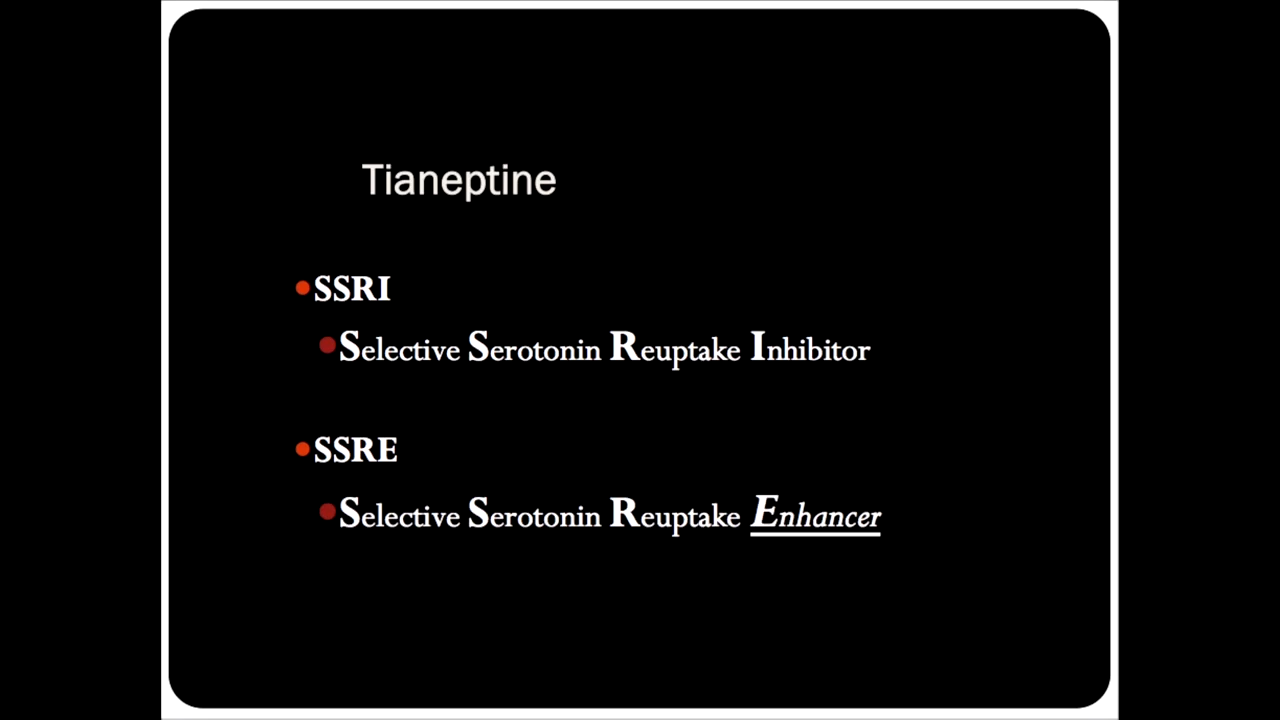 Tianeptine
•SSRI
•Selective Serotonin Reuptake Inhibitor
•SSRE
•Selective Serotonin Reuptake Enhancer